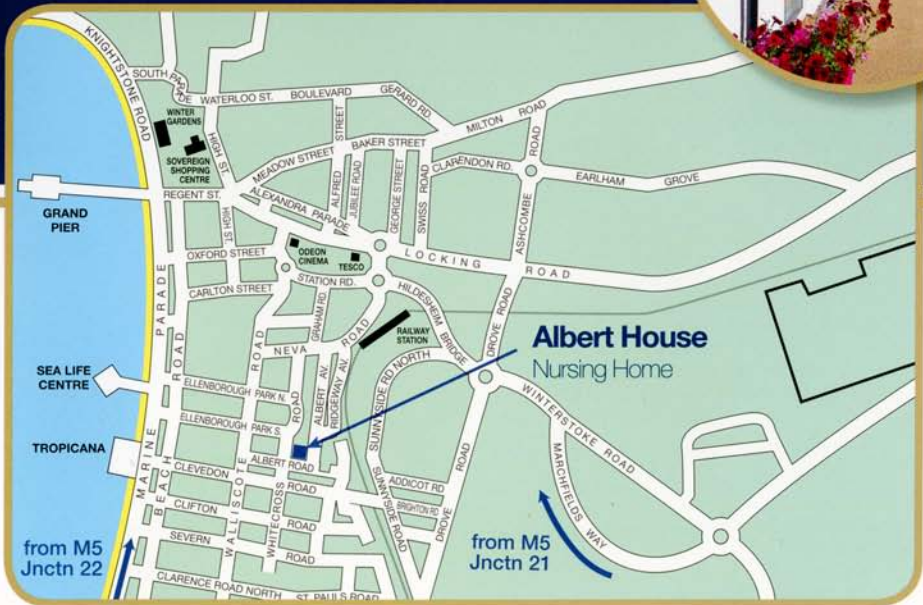 KNIGHTSTONE ROAD
SOUTH PARADE
WATERLOO ST.
BOULEVARD
GERARD RD.
MILTON ROAD
WINTER
GARDENS
SOVEREIGN
SHOPPING
CENTRE
HIGH ST.
MEADOW STREET
ALFRED STREET
BAKER STREET
JUBILEE ROAD
GEORGE STREET
SWISS ROAD
CLARENDON RD.
ASHCOMBE ROAD
EARLHAM GROVE
REGENT ST.
GRAND
PIER
HIGH ST.
ALEXANDRA PARADE
OXFORD STREET
ODEON
CINEMA
TESCO
LOCKING ROAD
CARLTON STREET
STATION RD.
HILDESHEIM BRIDGE
GRAHAM RD.
NEVA ROAD
RAILWAY
STATION
DROVE ROAD
Albert House
Nursing Home
SEA LIFE
CENTRE
ELLENBOROUGH PARK N.
ALBERT AV.
RIDGEWAY AV.
SUNNYSIDE RD NORTH
WINTERSTOKE ROAD
ELLENBOROUGH PARK S.
TROPICANA
MARINE PARADE
BEACH ROAD
WALLISCOTE ROAD
WHITECROSS ROAD
ALBERT ROAD
CLEVEDON ROAD
SUNNYSIDE ROAD
ADDICOT RD
BRIGHTON RD
DROVE ROAD
MARCHFIELDS WAY
CLIFTON ROAD
SEVERN ROAD
from M5
Jnctn 22
from M5
Jnctn 21
CLARENCE ROAD NORTH
ST. PAULS ROAD